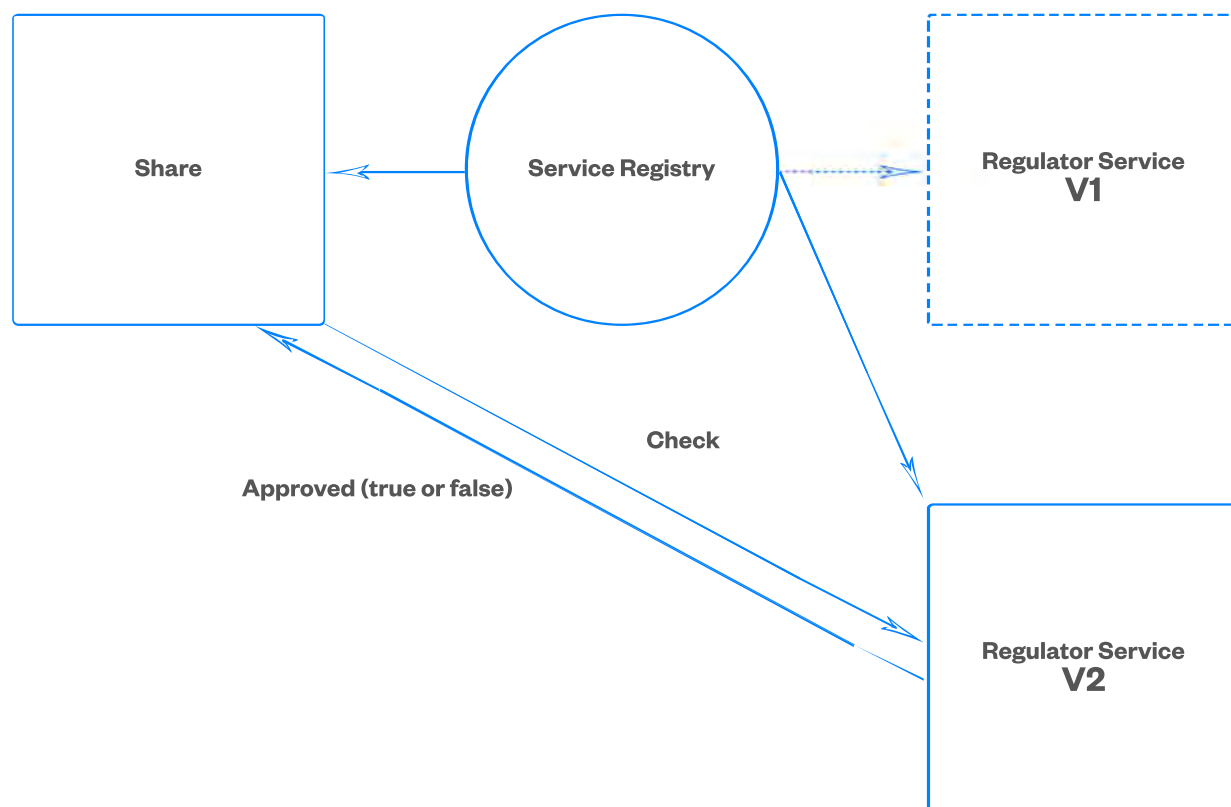 Share
Service Registry
Regulator Service
V1
Check
Approved (true or false)
Regulator Service
V2